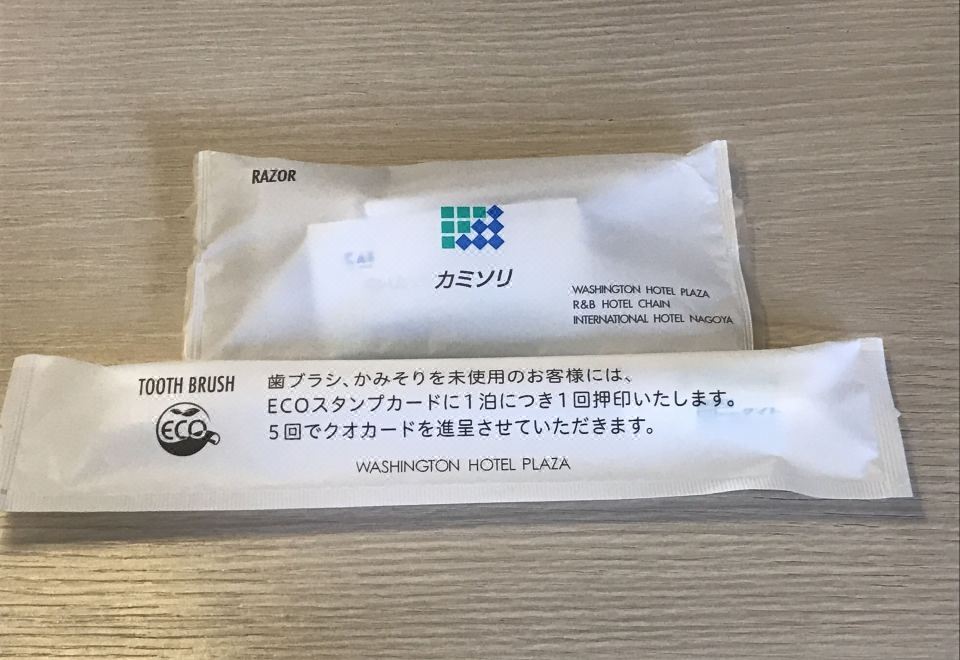 RAZOR
カミソリ
WASHINGTON HOTEL PLAZA
R&B HOTEL CHAIN
INTERNATIONAL HOTEL NAGOYA
TOOTH BRUSH
ECO
歯ブラシ、かみそりを未使用のお客様には、
ECOスタンプカードに1泊につき1回押印いたします。
5回でクオカードを進呈させていただきます。
WASHINGTON HOTEL PLAZA